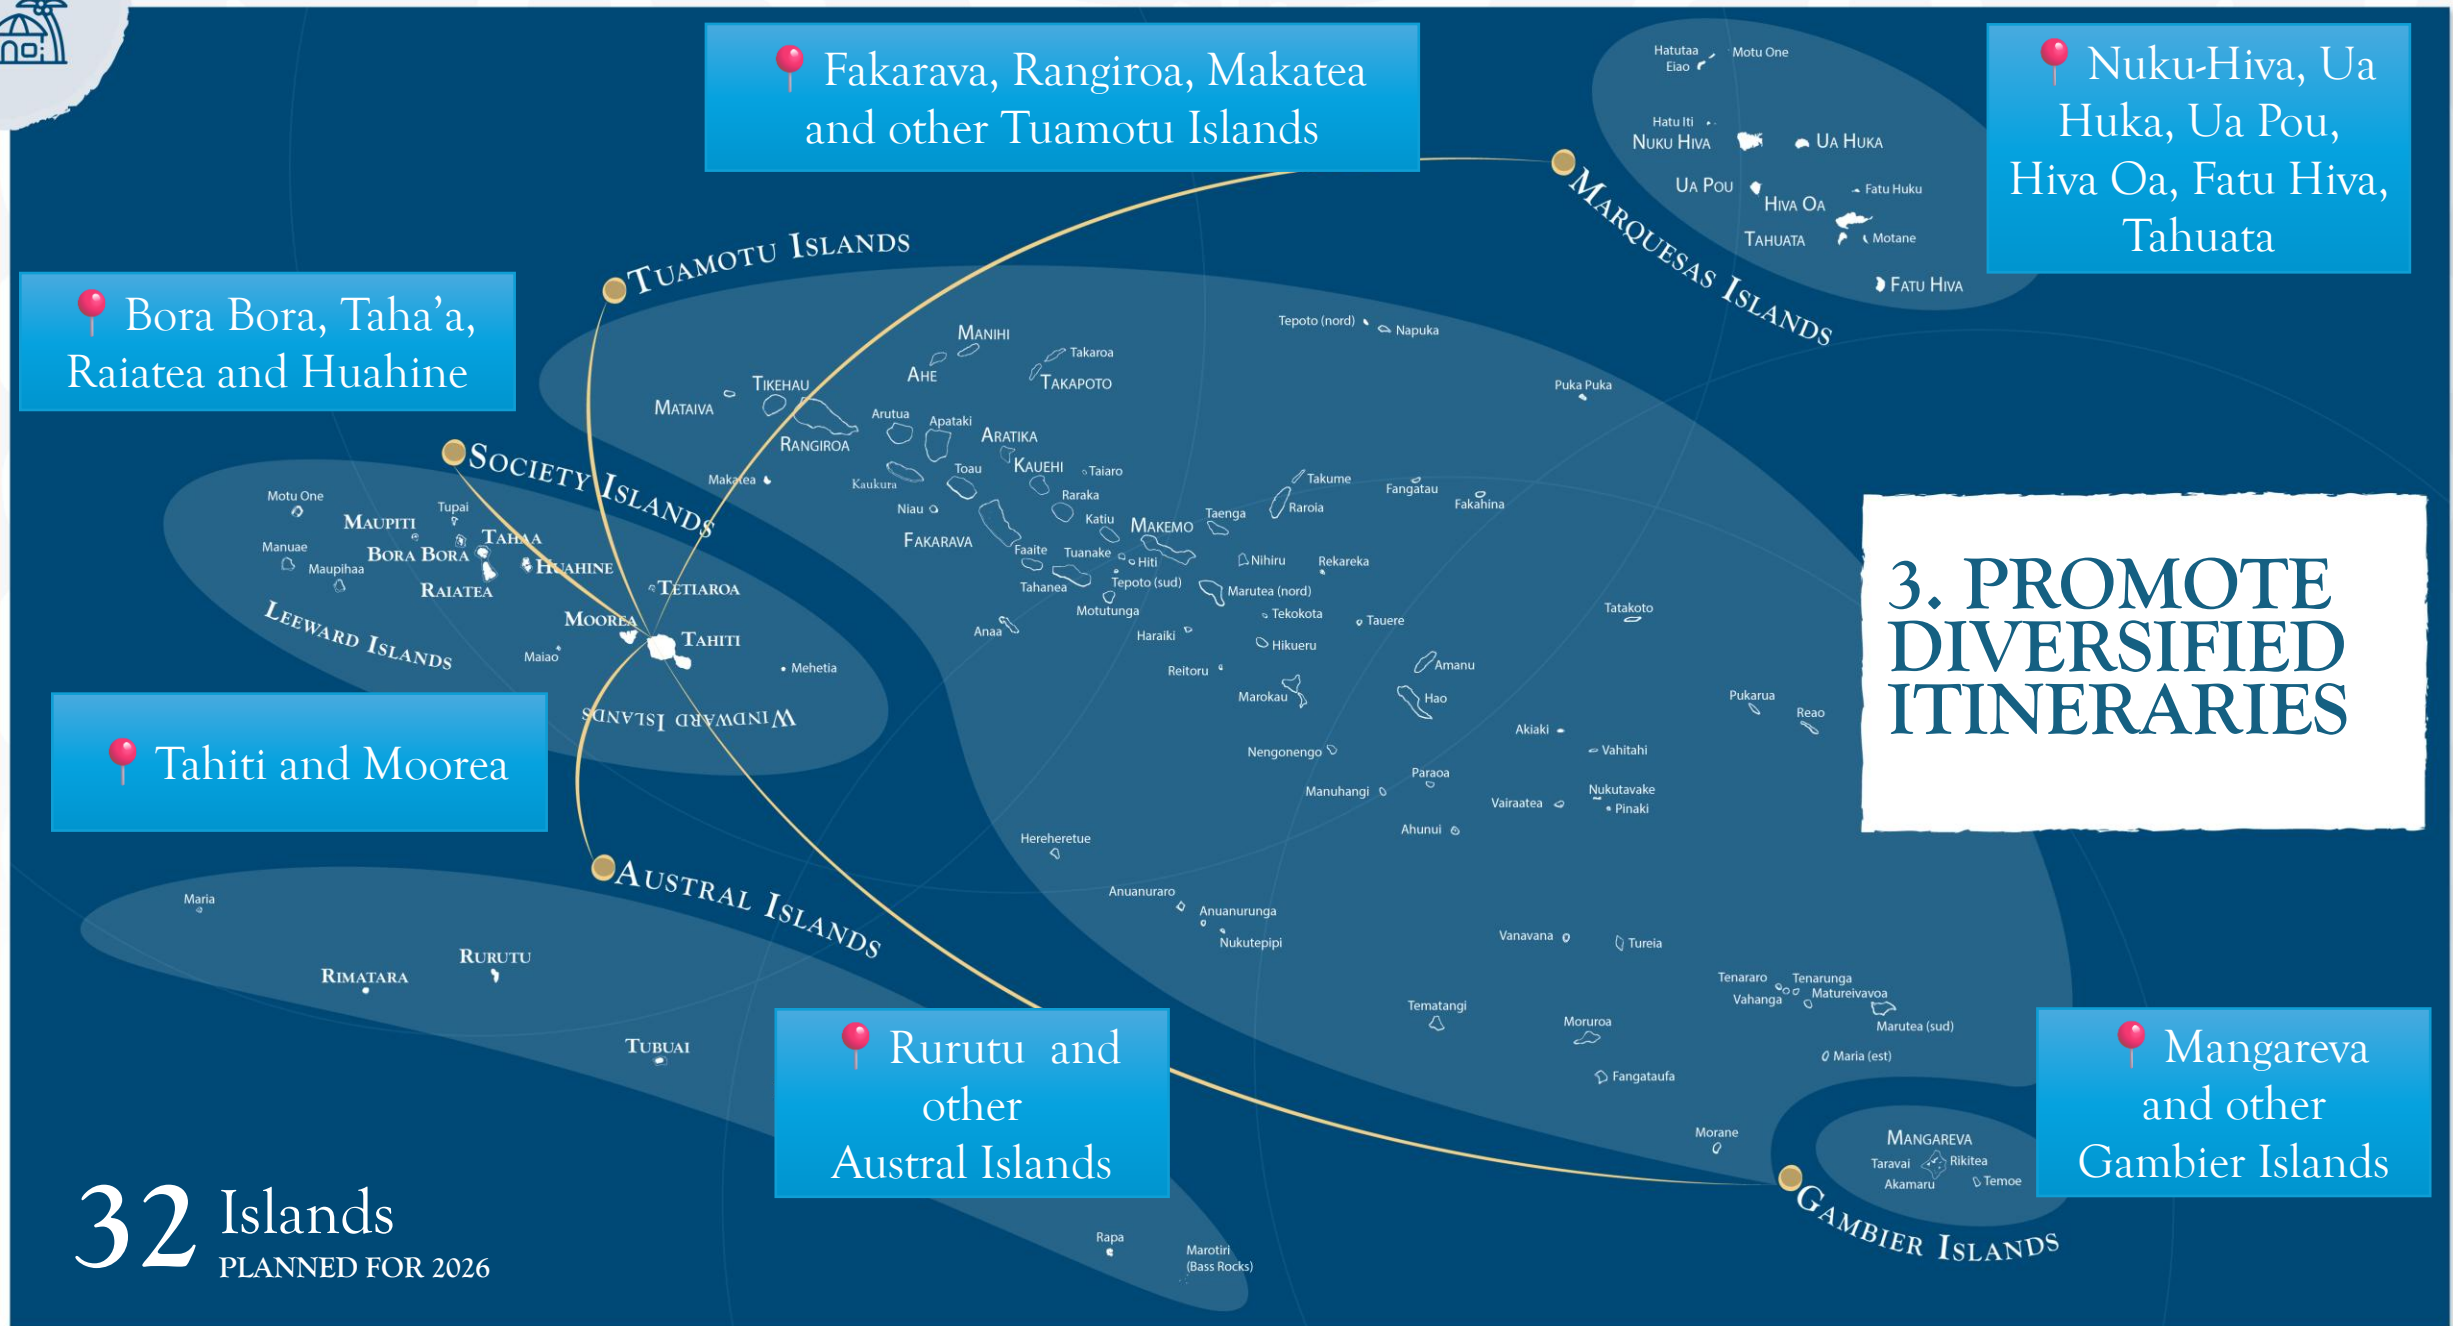 📍 Fakarava, Rangiroa, Makatea
and other Tuamotu Islands
📍 Nuku-Hiva, Ua
Huka, Ua Pou,
Hiva Oa, Fatu Hiva,
Tahuata
📍 Bora Bora, Taha'a,
Raiatea and Huahine
📍 Tahiti and Moorea
📍 Rurutu and
other
Austral Islands
📍 Mangareva
and other
Gambier Islands
3. PROMOTE
DIVERSIFIED
ITINERARIES
32 Islands
PLANNED FOR 2026
MARQUESAS ISLANDS
Hatutaa
Motu One
Eiao
Hatu Iti
NUKU HIVA
UA HUKA
UA POU
Fatu Huku
HIVA OA
TAHUATA
Motane
FATU HIVA
TUAMOTU ISLANDS
Tepoto (nord)
Napuka
MANIHI
Takaroa
AHE
TAKAPOTO
TIKEHAU
MATAIVA
Puka Puka
Arutua
Apataki
RANGIROA
ARATIKA
Toau
KAUEHI
Taiaro
Makatea
Kaukura
Raraka
Takume
Fangatau
Fakahina
Niau
Katiu
MAKEMO
Taenga
Raroia
FAKARAVA
Faaite
Tuanake
Hiti
Nihiru
Rekareka
Tahanea
Tepoto (sud)
Marutea (nord)
Motutunga
Tekokota
Tauere
Tatakoto
Anaa
Haraiki
Hikueru
Reitoru
Amanu
Marokau
Hao
Pukarua
Reao
Akiaki
Nengonengo
Vahitahi
Paraoa
Manuhangi
Nukutavake
Vairaatea
Pinaki
Ahunui
Hereheretue
Anuanuraro
Anuanurunga
Nukutepipi
Vanavana
Tureia
Tenararo
Tenarunga
Vahanga
Matureivavoa
Tematangi
Moruroa
Marutea (sud)
Maria (est)
Fangataufa
Morane
SOCIETY ISLANDS
Motu One
Tupai
MAUPITI
TAHAA
Manuae
BORA BORA
Maupihaa
HUAHINE
RAIATEA
TETIAROA
LEEWARD ISLANDS
MOOREA
TAHITI
Maiao
Mehetia
WINDWARD ISLANDS
AUSTRAL ISLANDS
Maria
RURUTU
RIMATARA
TUBUAI
Rapa
Marotiri
(Bass Rocks)
MANGAREVA
Taravai
Rikitea
Akamaru
Temoe
GAMBIER ISLANDS